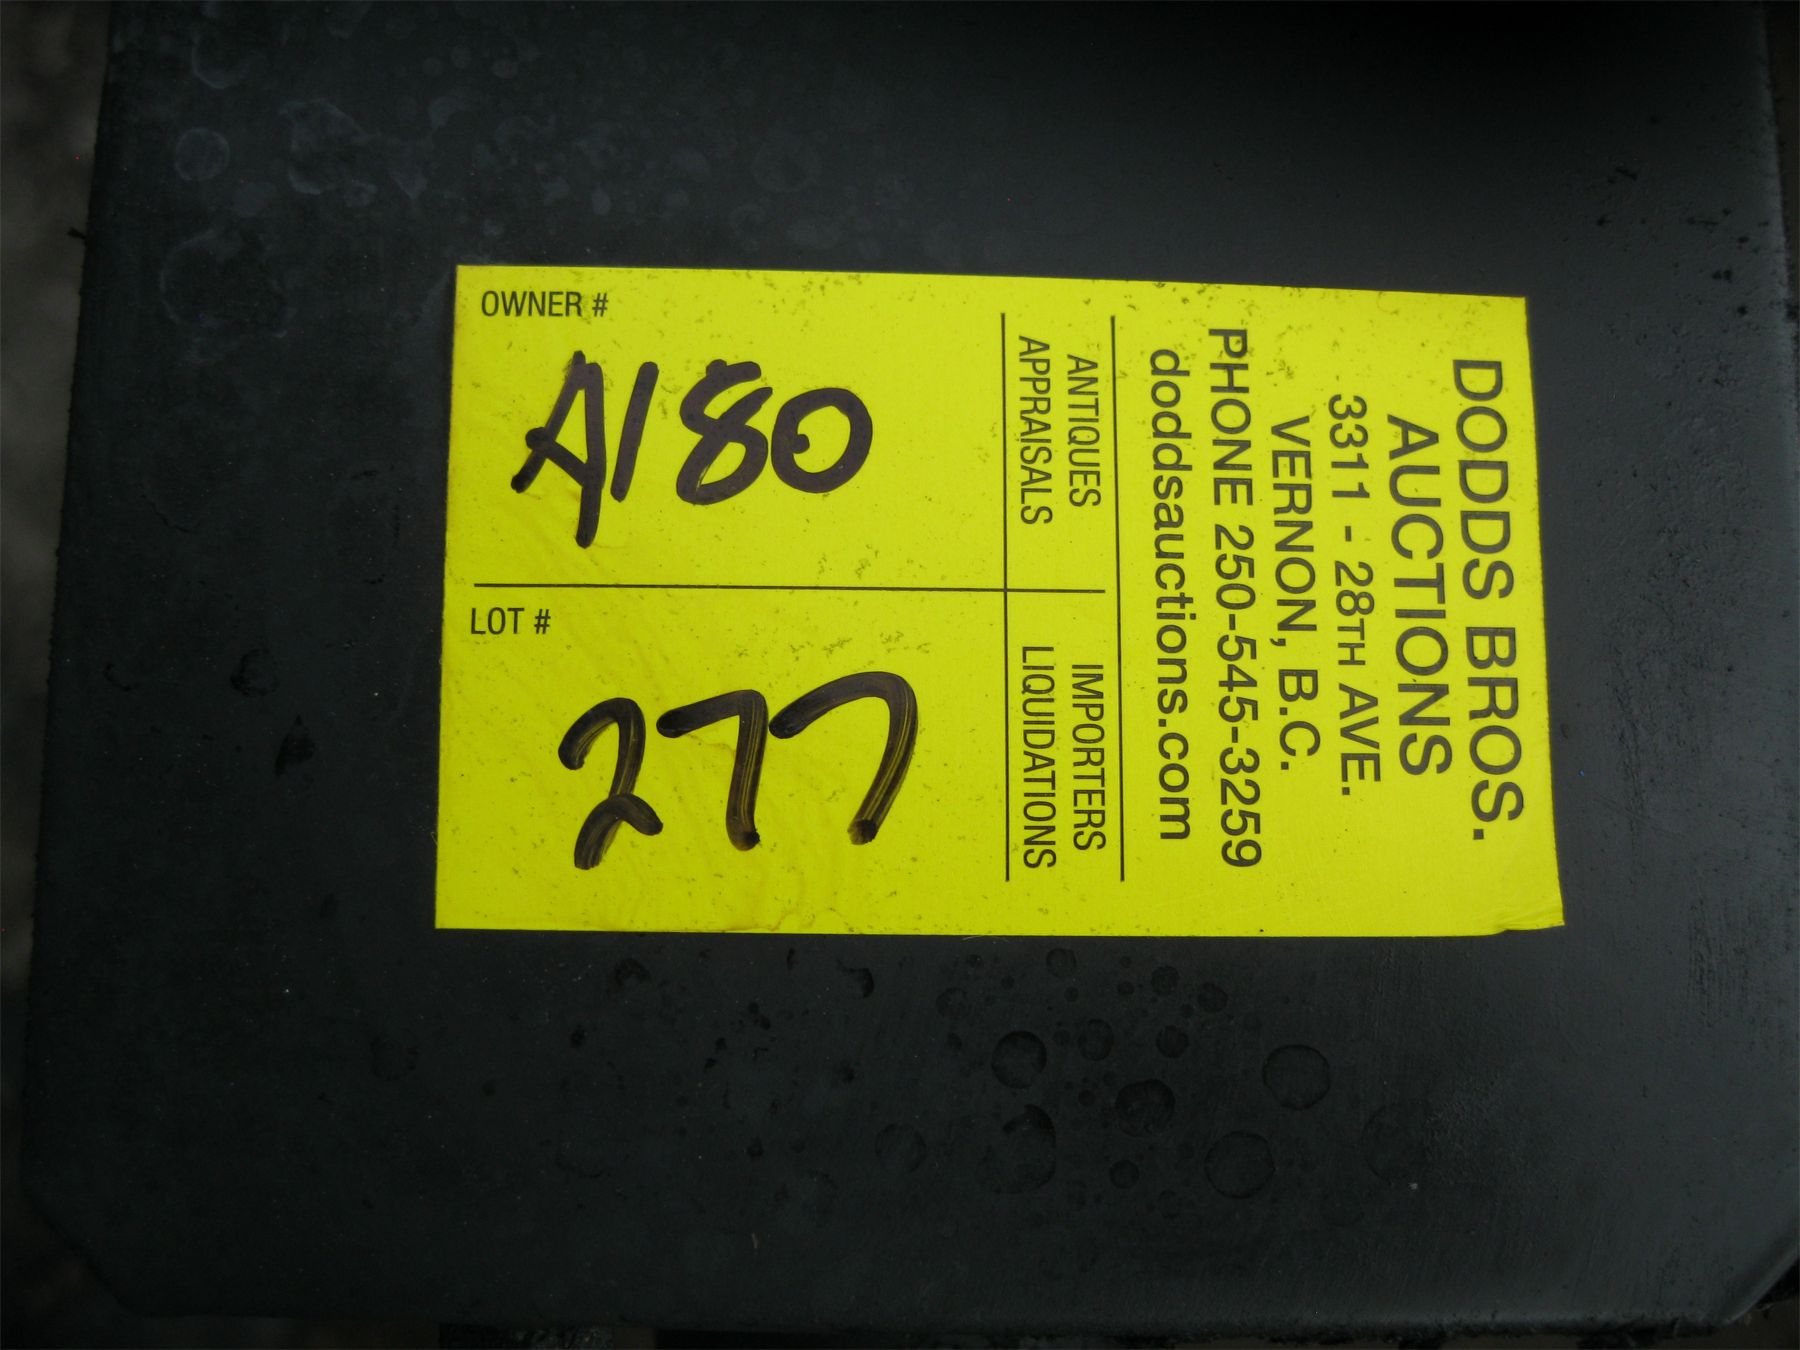 DODDS BROS.
AUCTIONS
3311 - 28TH AVE.
VERNON, B.C.
PHONE 250-545-3259
doddsauctions.com
ANTIQUES
APPRAISALS
IMPORTERS
LIQUIDATIONS
OWNER #
A180
LOT #
277